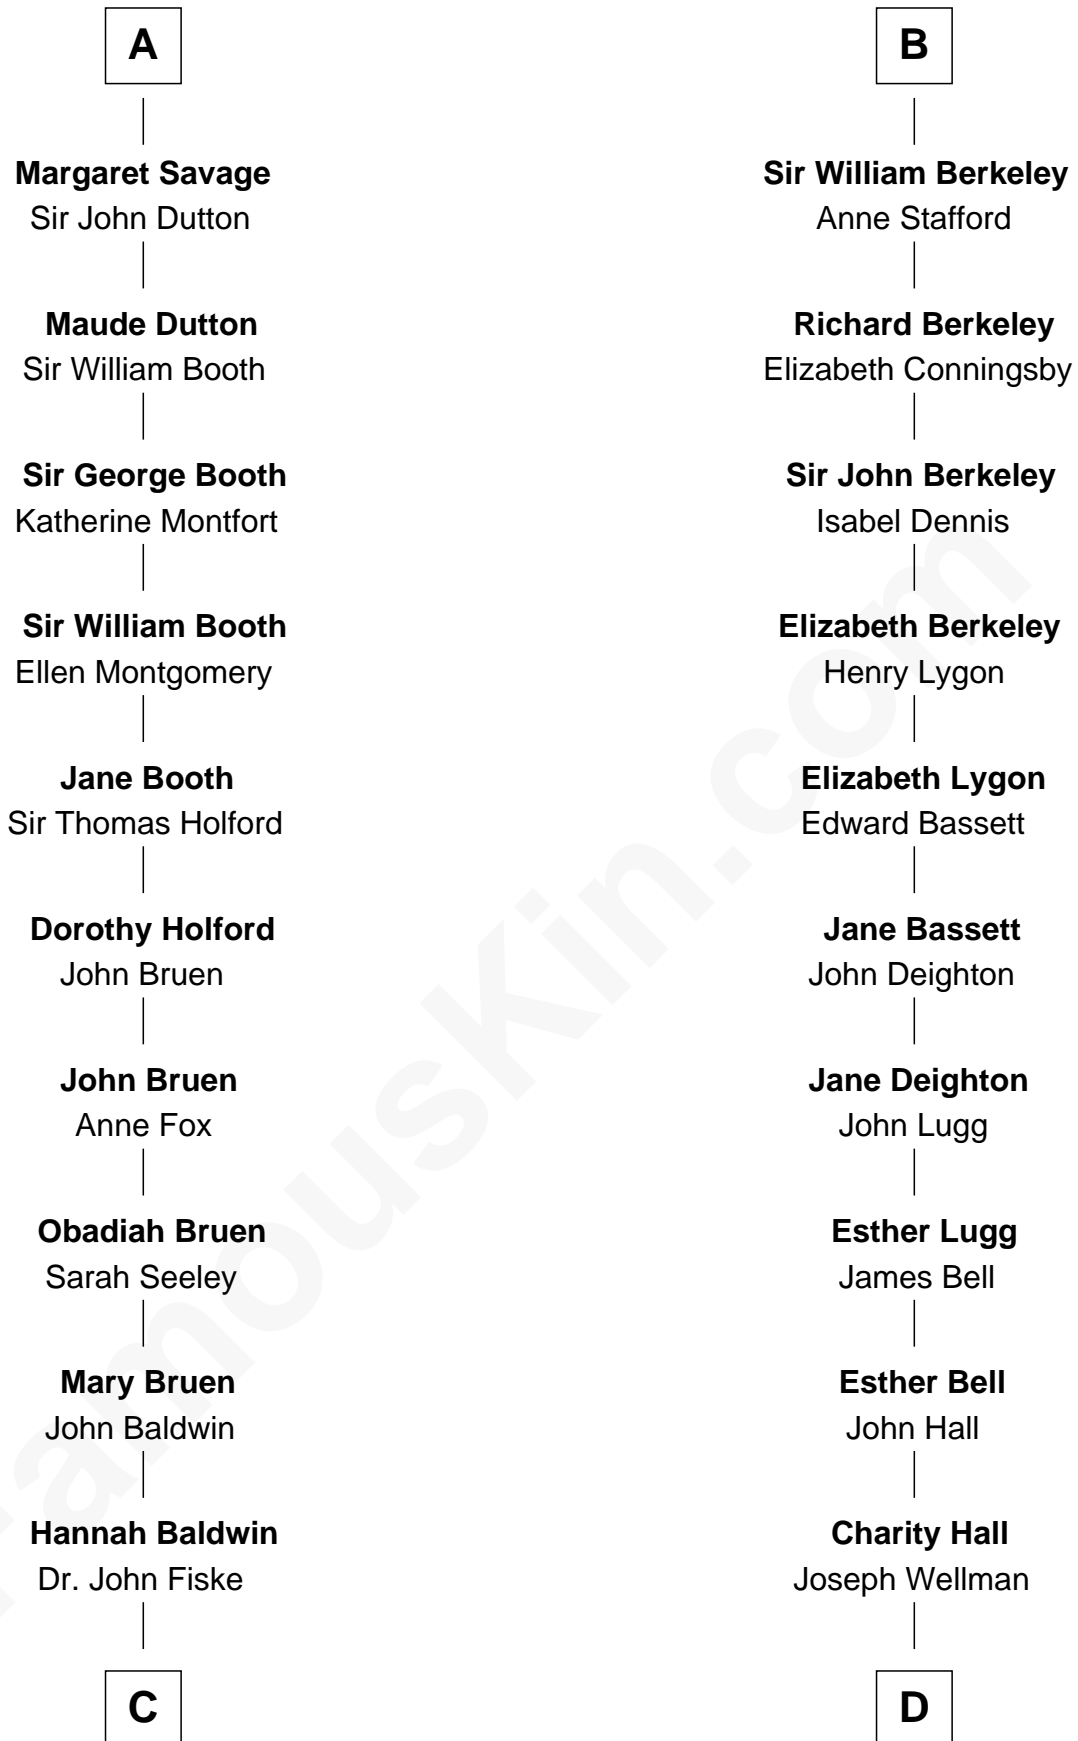 A
Margaret Savage
Sir John Dutton
Maude Dutton
Sir William Booth
Sir George Booth
Katherine Montfort
Sir William Booth
Ellen Montgomery
Jane Booth
Sir Thomas Holford
Dorothy Holford
John Bruen
John Bruen
Anne Fox
Obadiah Bruen
Sarah Seeley
Mary Bruen
John Baldwin
Hannah Baldwin
Dr. John Fiske
C
B
Sir William Berkeley
Anne Stafford
Richard Berkeley
Elizabeth Conningsby
Sir John Berkeley
Isabel Dennis
Elizabeth Berkeley
Henry Lygon
Elizabeth Lygon
Edward Bassett
Jane Bassett
John Deighton
Jane Deighton
John Lugg
Esther Lugg
James Bell
Esther Bell
John Hall
Charity Hall
Joseph Wellman
D
FamousKin.com